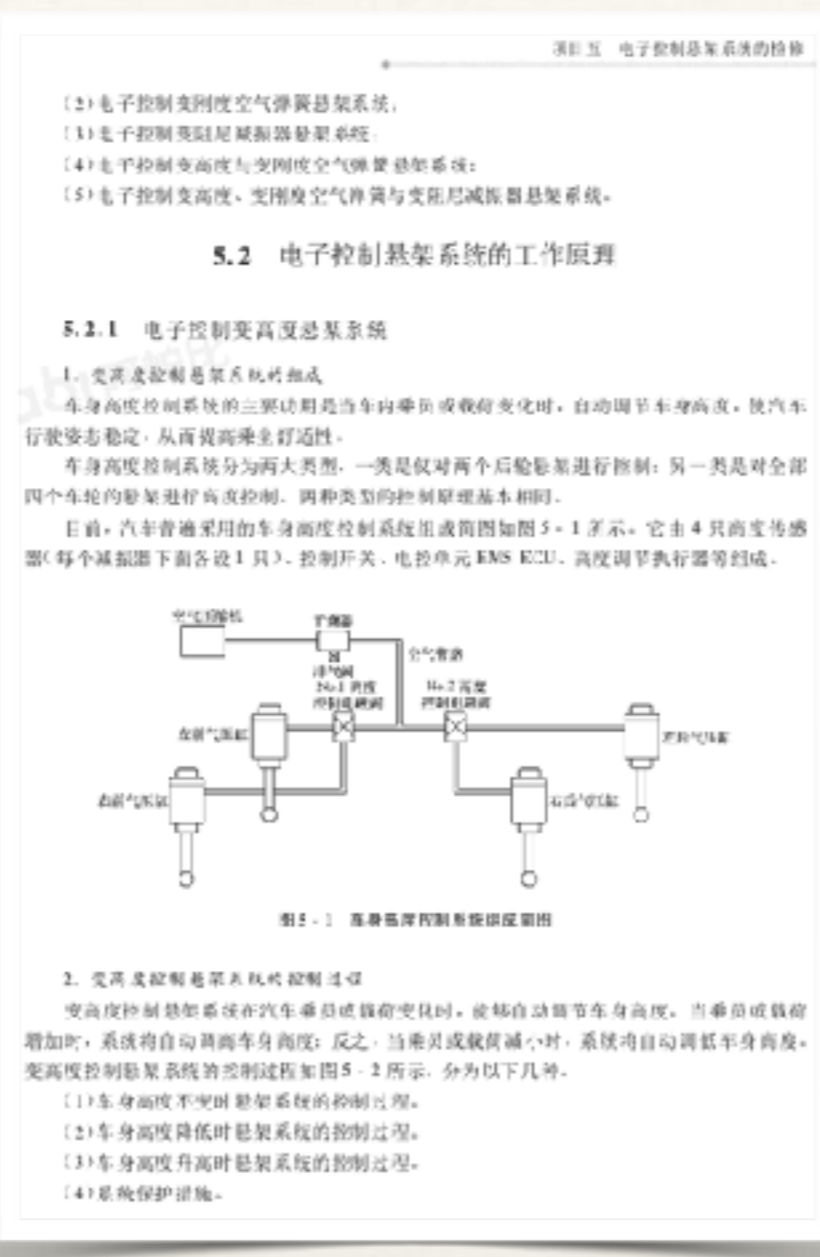 项目五 电子控制悬架系统的检修
(2)电子控制变刚度空气弹簧悬架系统;
(3)电子控制变阻尼减振器悬架系统;
(4)电子控制变高度与变刚度空气弹簧悬架系统;
(5)电子控制变高度、变刚度空气弹簧与变阻尼减振器悬架系统。
5.2 电子控制悬架系统的工作原理
5.2.1 电子控制变高度悬架系统
1. 变高度控制悬架系统的组成
车身高度控制系统的主要功用是当车内乘员或载荷变化时,自动调节车身高度,使汽车
行驶姿态稳定,从而提高乘坐舒适性。
车身高度控制系统分为两大类型,一类是仅对两个后轮悬架进行控制;另一类是对全部
四个车轮的悬架进行高度控制。两种类型的控制原理基本相同。
目前,汽车普遍采用的车身高度控制系统组成简图如图5-1所示。它由4只高度传感
器(每个减振器下面各设1只)、控制开关、电控单元EMS ECU、高度调节执行器等组成。
空气压缩机
干燥器
空气管路
排气阀
No.1 高度
控制电磁阀
No.2 高度
控制电磁阀
左前气压缸
右前气压缸
右后气压缸
图5-1 车身高度控制系统组成简图
2. 变高度控制悬架系统的控制过程
变高度控制悬架系统在汽车乘员或载荷变化时,能够自动调节车身高度。当乘员或载荷
增加时,系统将自动调高车身高度;反之,当乘员或载荷减小时,系统将自动调低车身高度。
变高度控制悬架系统的控制过程如图5-2所示,分为以下几种。
(1)车身高度不变时悬架系统的控制过程。
(2)车身高度降低时悬架系统的控制过程。
(3)车身高度升高时悬架系统的控制过程。
(4)系统保护措施。